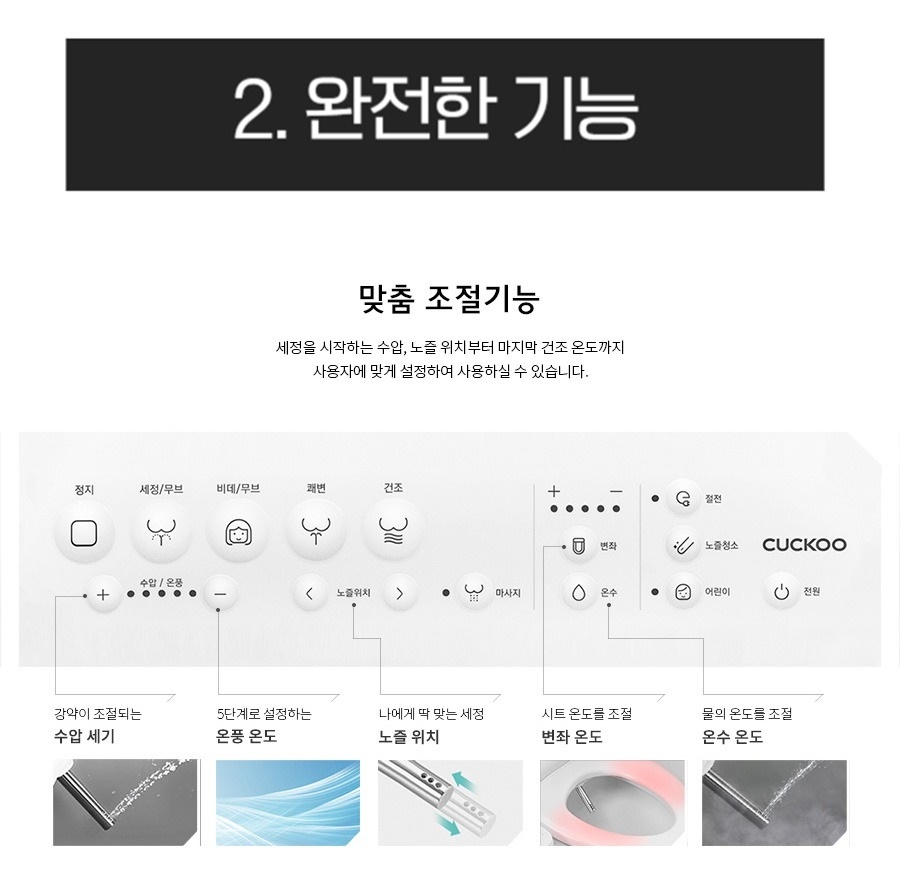 2. 완전한 기능
맞춤 조절기능
세정을 시작하는 수압, 노즐 위치부터 마지막 건조 온도까지
사용자에 맞게 설정하여 사용하실 수 있습니다.
정지 세정/무브 비데/무브 쾌변 건조
+ −
절전
변좌
노즐청소
CUCKOO
+ 수압 / 온풍 −
< 노즐위치 >
마사지
온수
어린이
전원
강약이 조절되는
수압 세기
5단계로 설정하는
온풍 온도
나에게 딱 맞는 세정
노즐 위치
시트 온도를 조절
변좌 온도
물의 온도를 조절
온수 온도